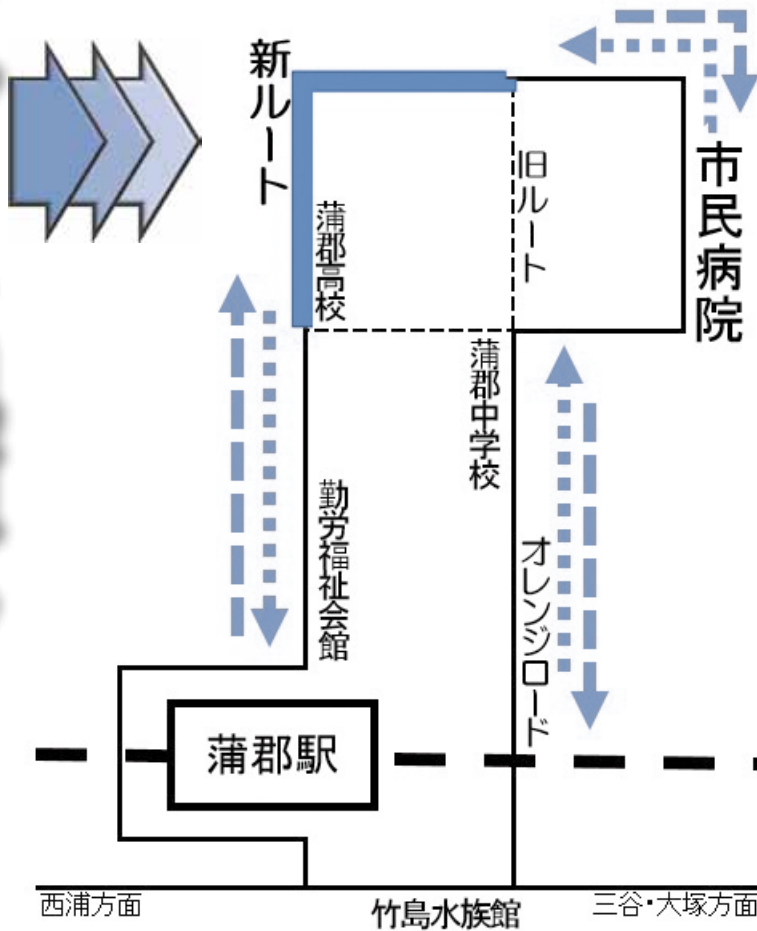 新ルート
旧ルート
市民病院
蒲郡高校
蒲郡中学校
勤労福祉会館
オレンジロード
蒲郡駅
西浦方面
竹島水族館
三谷・大塚方面